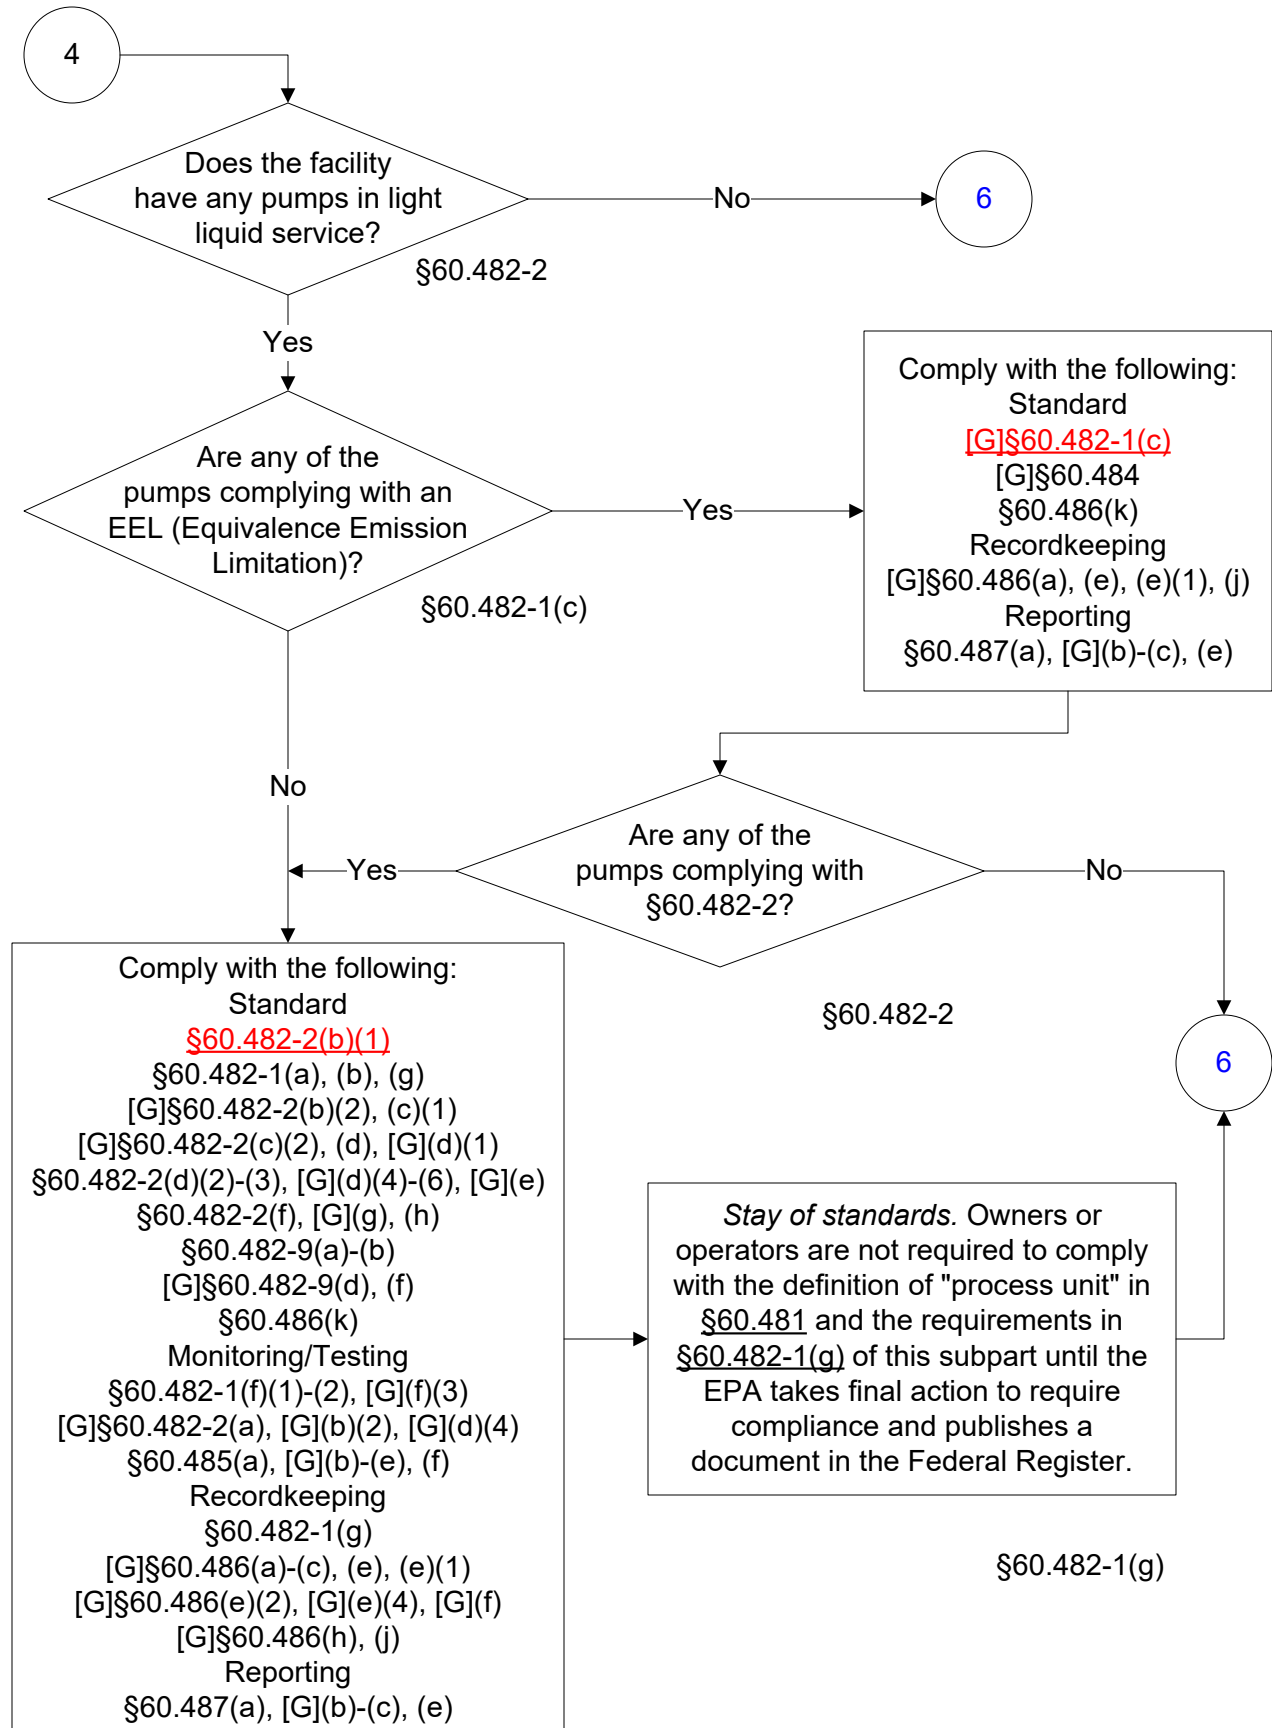 4
Does the facility
have any pumps in light
liquid service?
No
6
§60.482-2
Yes
Are any of the
pumps complying with an
EEL (Equivalence Emission
Limitation)?
Yes
§60.482-1(c)
Comply with the following:
Standard
[G]§60.482-1(c)
[G]§60.484
§60.486(k)
Recordkeeping
[G]§60.486(a), (e), (e)(1), (j)
Reporting
§60.487(a), [G](b)-(c), (e)
No
Are any of the
pumps complying with
§60.482-2?
Yes
No
§60.482-2
6
Comply with the following:
Standard
§60.482-2(b)(1)
§60.482-1(a), (b), (g)
[G]§60.482-2(b)(2), (c)(1)
[G]§60.482-2(c)(2), (d), [G](d)(1)
§60.482-2(d)(2)-(3), [G](d)(4)-(6), [G](e)
§60.482-2(f), [G](g), (h)
§60.482-9(a)-(b)
[G]§60.482-9(d), (f)
§60.486(k)
Monitoring/Testing
§60.482-1(f)(1)-(2), [G](f)(3)
[G]§60.482-2(a), [G](b)(2), [G](d)(4)
§60.485(a), [G](b)-(e), (f)
Recordkeeping
§60.482-1(g)
[G]§60.486(a)-(c), (e), (e)(1)
[G]§60.486(e)(2), [G](e)(4), [G](f)
[G]§60.486(h), (j)
Reporting
§60.487(a), [G](b)-(c), (e)
Stay of standards. Owners or
operators are not required to comply
with the definition of "process unit" in
§60.481 and the requirements in
§60.482-1(g) of this subpart until the
EPA takes final action to require
compliance and publishes a
document in the Federal Register.
§60.482-1(g)